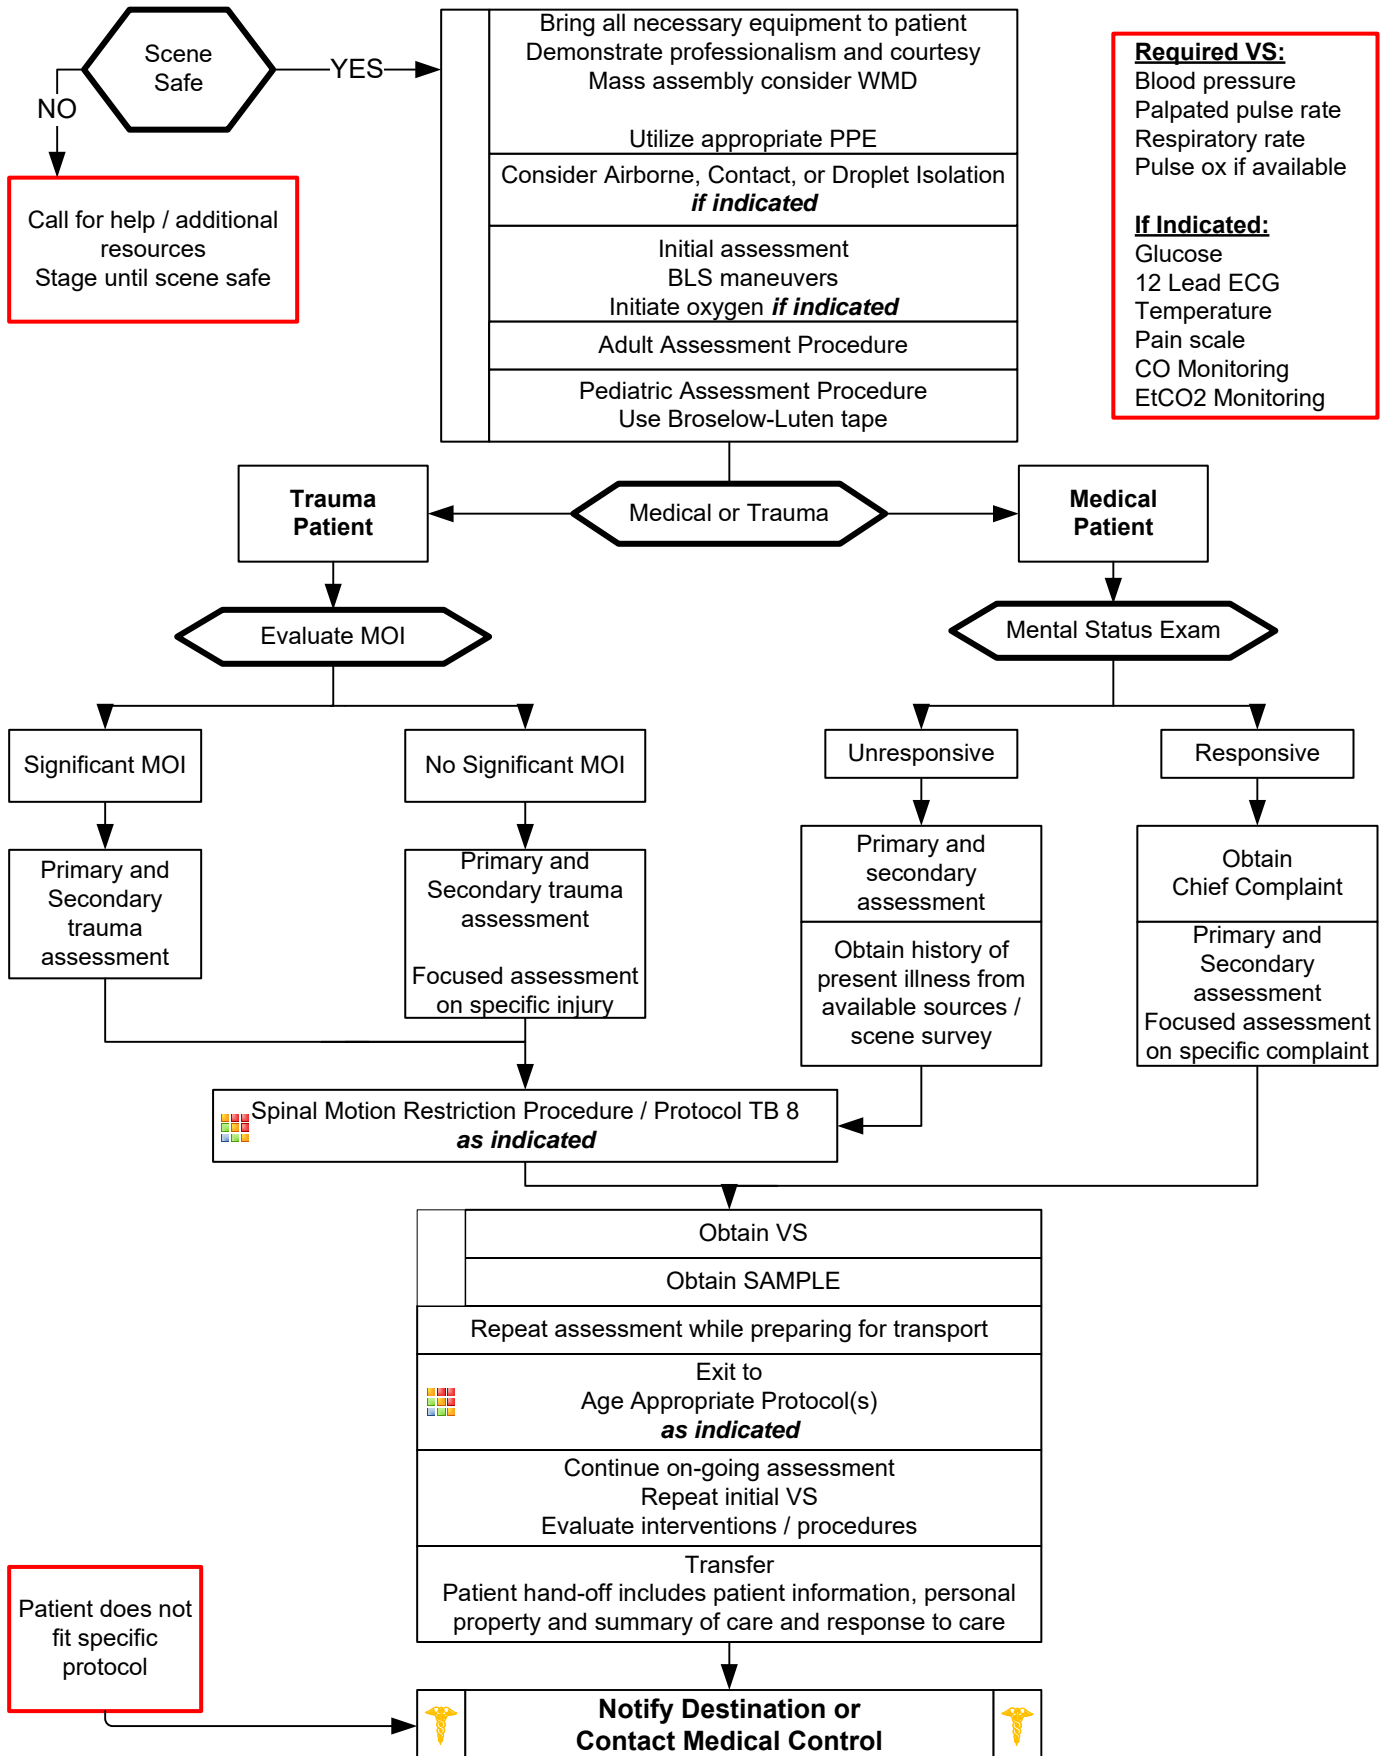 Scene
Safe
YES
NO
Call for help / additional
resources
Stage until scene safe
Bring all necessary equipment to patient
Demonstrate professionalism and courtesy
Mass assembly consider WMD
Utilize appropriate PPE
Consider Airborne, Contact, or Droplet Isolation
if indicated
Initial assessment
BLS maneuvers
Initiate oxygen if indicated
Adult Assessment Procedure
Pediatric Assessment Procedure
Use Broselow-Luten tape
Required VS:
Blood pressure
Palpated pulse rate
Respiratory rate
Pulse ox if available
If Indicated:
Glucose
12 Lead ECG
Temperature
Pain scale
CO Monitoring
EtCO2 Monitoring
Trauma
Patient
Medical or Trauma
Medical
Patient
Evaluate MOI
Mental Status Exam
Significant MOI
No Significant MOI
Unresponsive
Responsive
Primary and
Secondary
trauma
assessment
Primary and
Secondary trauma
assessment
Focused assessment
on specific injury
Primary and
secondary
assessment
Obtain history of
present illness from
available sources /
scene survey
Obtain
Chief Complaint
Primary and
Secondary
assessment
Focused assessment
on specific complaint
Spinal Motion Restriction Procedure / Protocol TB 8
as indicated
Obtain VS
Obtain SAMPLE
Repeat assessment while preparing for transport
Exit to
Age Appropriate Protocol(s)
as indicated
Continue on-going assessment
Repeat initial VS
Evaluate interventions / procedures
Transfer
Patient hand-off includes patient information, personal
property and summary of care and response to care
Patient does not
fit specific
protocol
Notify Destination or
Contact Medical Control